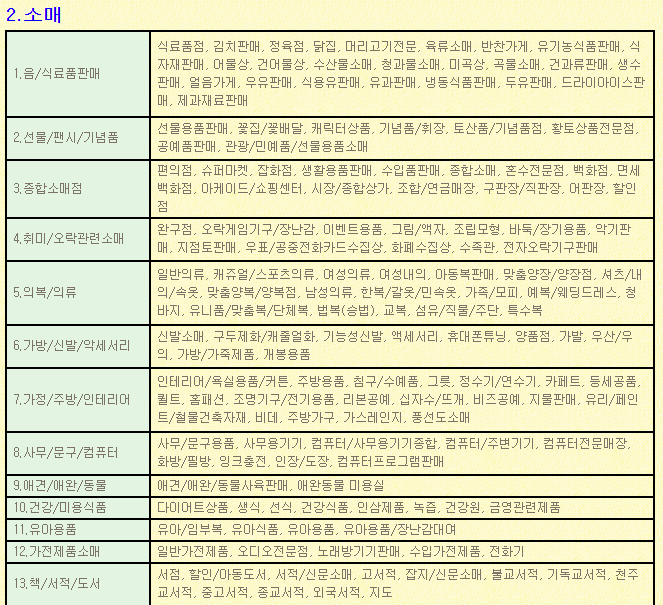 2.소매
1.음/식료품판매
식료품점, 김치판매, 정육점, 닭집, 머리고기전문, 육류소매, 반찬가게, 유기농식품판매, 식
자재판매, 어물상, 건어물상, 수산물소매, 청과물소매, 미곡상, 곡물소매, 건과류판매, 생수
판매, 얼음가게, 우유판매, 식용유판매, 유과판매, 냉동식품판매, 두유판매, 드라이아이스판
매, 제과재료판매
2.선물/팬시/기념품
선물용품판매, 꽃집/꽃배달, 캐릭터상품, 기념품/휘장, 토산품/기념품점, 황토상품전문점,
공예품판매, 관광/민예품/선물용품소매
3.종합소매점
편의점, 슈퍼마켓, 잡화점, 생활용품판매, 수입품판매, 종합소매, 혼수전문점, 백화점, 면세
백화점, 아케이드/쇼핑센터, 시장/종합상가, 조합/연금매장, 구판장/직판장, 어판장, 할인
점
4.취미/오락관련소매
완구점, 오락게임기구/장난감, 이벤트용품, 그림/액자, 조립모형, 바둑/장기용품, 악기판
매, 지점토판매, 우표/공중전화카드수집상, 화폐수집상, 수족관, 전자오락기구판매
5.의복/의류
일반의류, 캐쥬얼/스포츠의류, 여성의류, 여성내의, 아동복판매, 맞춤양장/양장점, 셔츠/내
의/속옷, 맞춤양복/양복점, 남성의류, 한복/갈옷/민속옷, 가족/모피, 예복/웨딩드레스, 청
바지, 유니품/맞춤복/단체복, 법복(승법), 교복, 섬유/직물/주단, 특수복
6.가방/신발/악세서리
신발소매, 구두제화/캐줄얼화, 기능성신발, 액세서리, 휴대폰튜닝, 양품점, 가발, 우산/우
의, 가방/가죽제품, 개봉용품
7.가정/주방/인테리어
인테리어/욕실용품/커튼, 주방용품, 침구/수예품, 그릇, 정수기/연수기, 카페트, 등세공품,
퀼트, 홈패션, 조명기구/전기용품, 리본공예, 십자수/뜨개, 비즈공예, 지물판매, 유리/페인
트/철물건축자재, 비데, 주방가구, 가스레인지, 풍선도소매
8.사무/문구/컴퓨터
사무/문구용품, 사무용기기, 컴퓨터/사무용기기종합, 컴퓨터/주변기기, 컴퓨터전문매장,
화방/필방, 잉크충전, 인장/도장, 컴퓨터프로그램판매
9.애견/애완/동물
애견/애완/동물사육판매, 애완동물 미용실
10.건강/미용식품
다이어트상품, 생식, 선식, 건강식품, 인삼제품, 녹즙, 건강원, 금영관련제품
11.유아용품
유아/임부복, 유아식품, 유아용품, 유아용품/장난감대여
12.가전제품소매
일반가전제품, 오디오전문점, 노래방기기판매, 수입가전제품, 전화기
13.책/서적/도서
서점, 할인/아동도서, 서적/신문소매, 고서적, 잡지/신문소매, 불교서적, 기독교서적, 천주
교서적, 중고서적, 종교서적, 외국서적, 지도